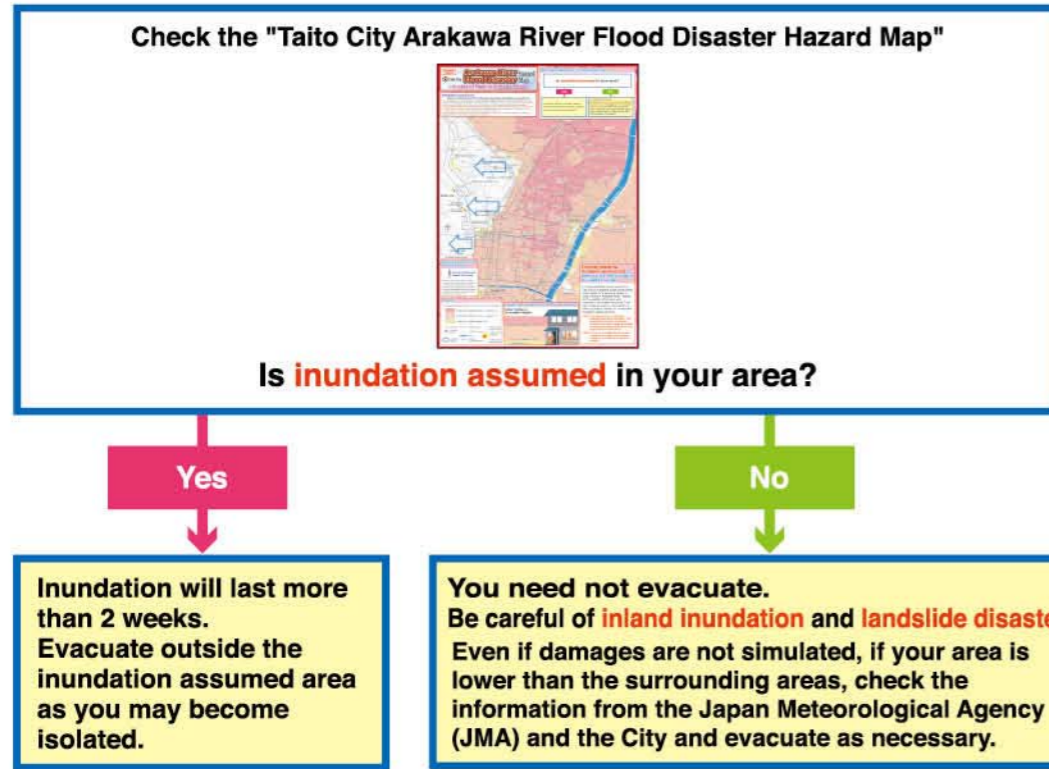 Check the "Taito City Arakawa River Flood Disaster Hazard Map"
Is inundation assumed in your area?
Yes
No
Inundation will last more
than 2 weeks.
Evacuate outside the
inundation assumed area
as you may become
isolated.
You need not evacuate.
Be careful of inland inundation and landslide disaste
Even if damages are not simulated, if your area is
lower than the surrounding areas, check the
information from the Japan Meteorological Agency
(JMA) and the City and evacuate as necessary.